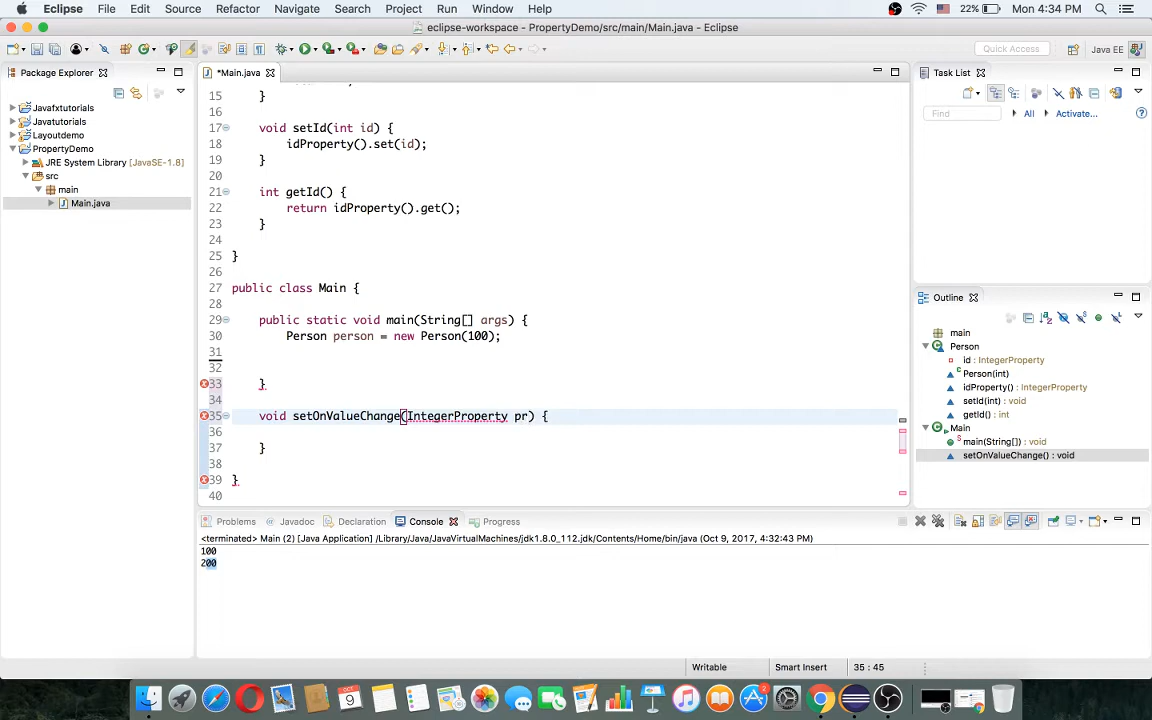 Eclipse File Edit Source Refactor Navigate Search Project Run Window Help 22% Mon 4:34 PM
eclipse-workspace - PropertyDemo/src/main/Main.java - Eclipse
Quick Access Java EE
Package Explorer
Javafxtutorials
Javatutorials
Layoutdemo
PropertyDemo
JRE System Library [JavaSE-1.8]
src
main
Main.java
*Main.java
15 }
16
17 void setId(int id) {
18 idProperty().set(id);
19 }
20
21 int getId() {
22 return idProperty().get();
23 }
24
25 }
26
27 public class Main {
28
29 public static void main(String[] args) {
30 Person person = new Person(100);
31
32
33 }
34
35 void setOnValueChange(IntegerProperty pr) {
36
37 }
38
39 }
40
Task List
Find All Activate...
Outline
main
Person
id : IntegerProperty
Person(int)
idProperty() : IntegerProperty
setId(int) : void
getId() : int
Main
main(String[]) : void
setOnValueChange() : void
Problems Javadoc Declaration Console Progress
<terminated> Main (2) [Java Application] /Library/Java/JavaVirtualMachines/jdk1.8.0_112.jdk/Contents/Home/bin/java (Oct 9, 2017, 4:32:43 PM)
100
200
Writable Smart Insert 35 : 45
OCT
9
2